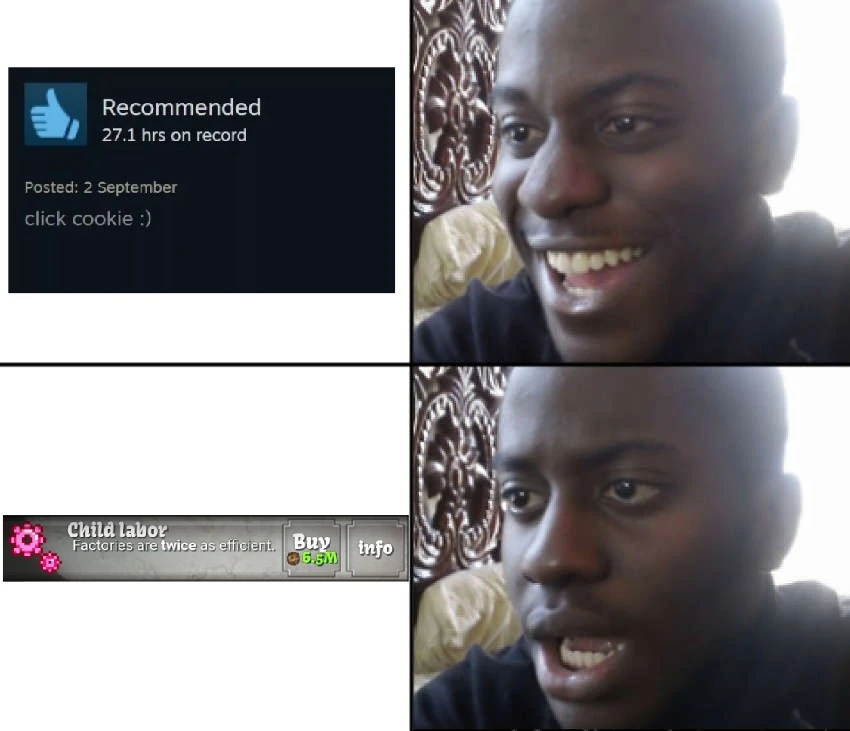 Recommended
27.1 hrs on record
Posted: 2 September
click cookie :)
Child labor
Factories are twice as efficient.
Buy
6.5M
info